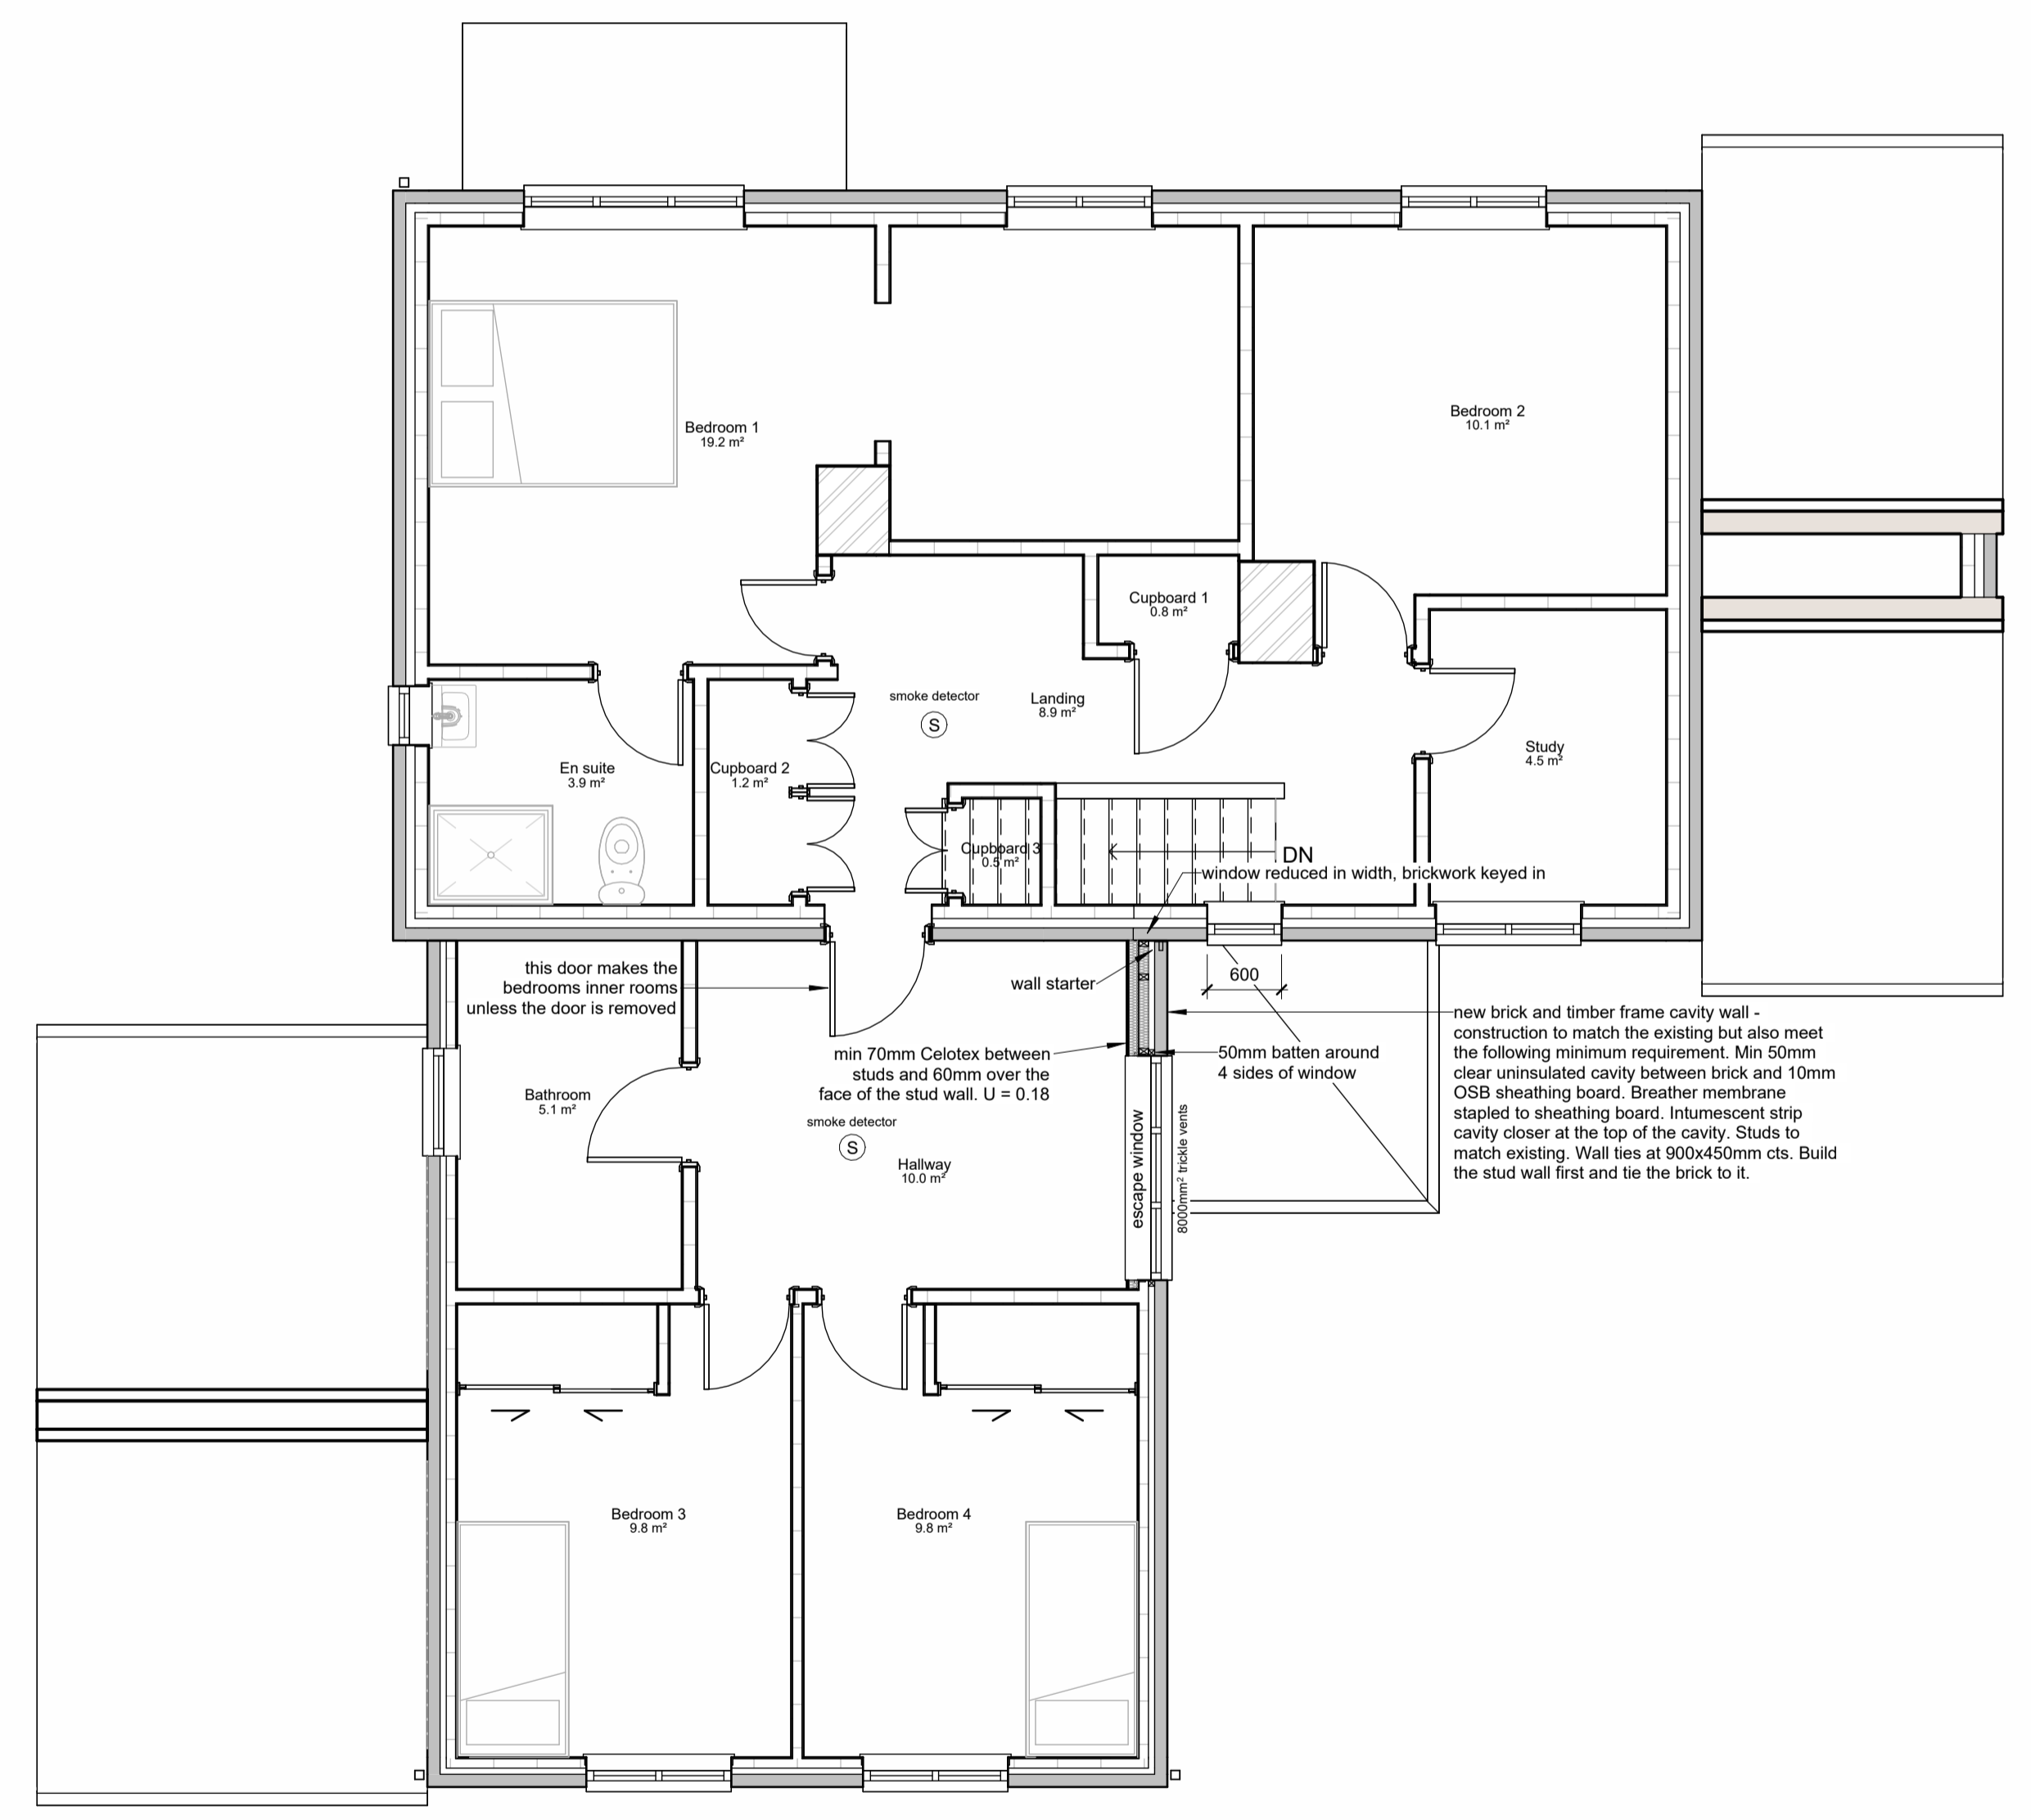 Bedroom 1
19.2 m²
Bedroom 2
10.1 m²
Cupboard 1
0.8 m²
smoke detector
S
Landing
8.9 m²
Study
4.5 m²
En suite
3.9 m²
Cupboard 2
1.2 m²
Cupboard 3
0.5 m²
DN
window reduced in width, brickwork keyed in
this door makes the
bedrooms inner rooms
unless the door is removed
wall starter
600
new brick and timber frame cavity wall -
construction to match the existing but also meet
the following minimum requirement. Min 50mm
clear uninsulated cavity between brick and 10mm
OSB sheathing board. Breather membrane
stapled to sheathing board. Intumescent strip
cavity closer at the top of the cavity. Studs to
match existing. Wall ties at 900x450mm cts. Build
the stud wall first and tie the brick to it.
min 70mm Celotex between
studs and 60mm over the
face of the stud wall. U = 0.18
50mm batten around
4 sides of window
Bathroom
5.1 m²
smoke detector
S
Hallway
10.0 m²
escape window
8000mm² trickle vents
Bedroom 3
9.8 m²
Bedroom 4
9.8 m²